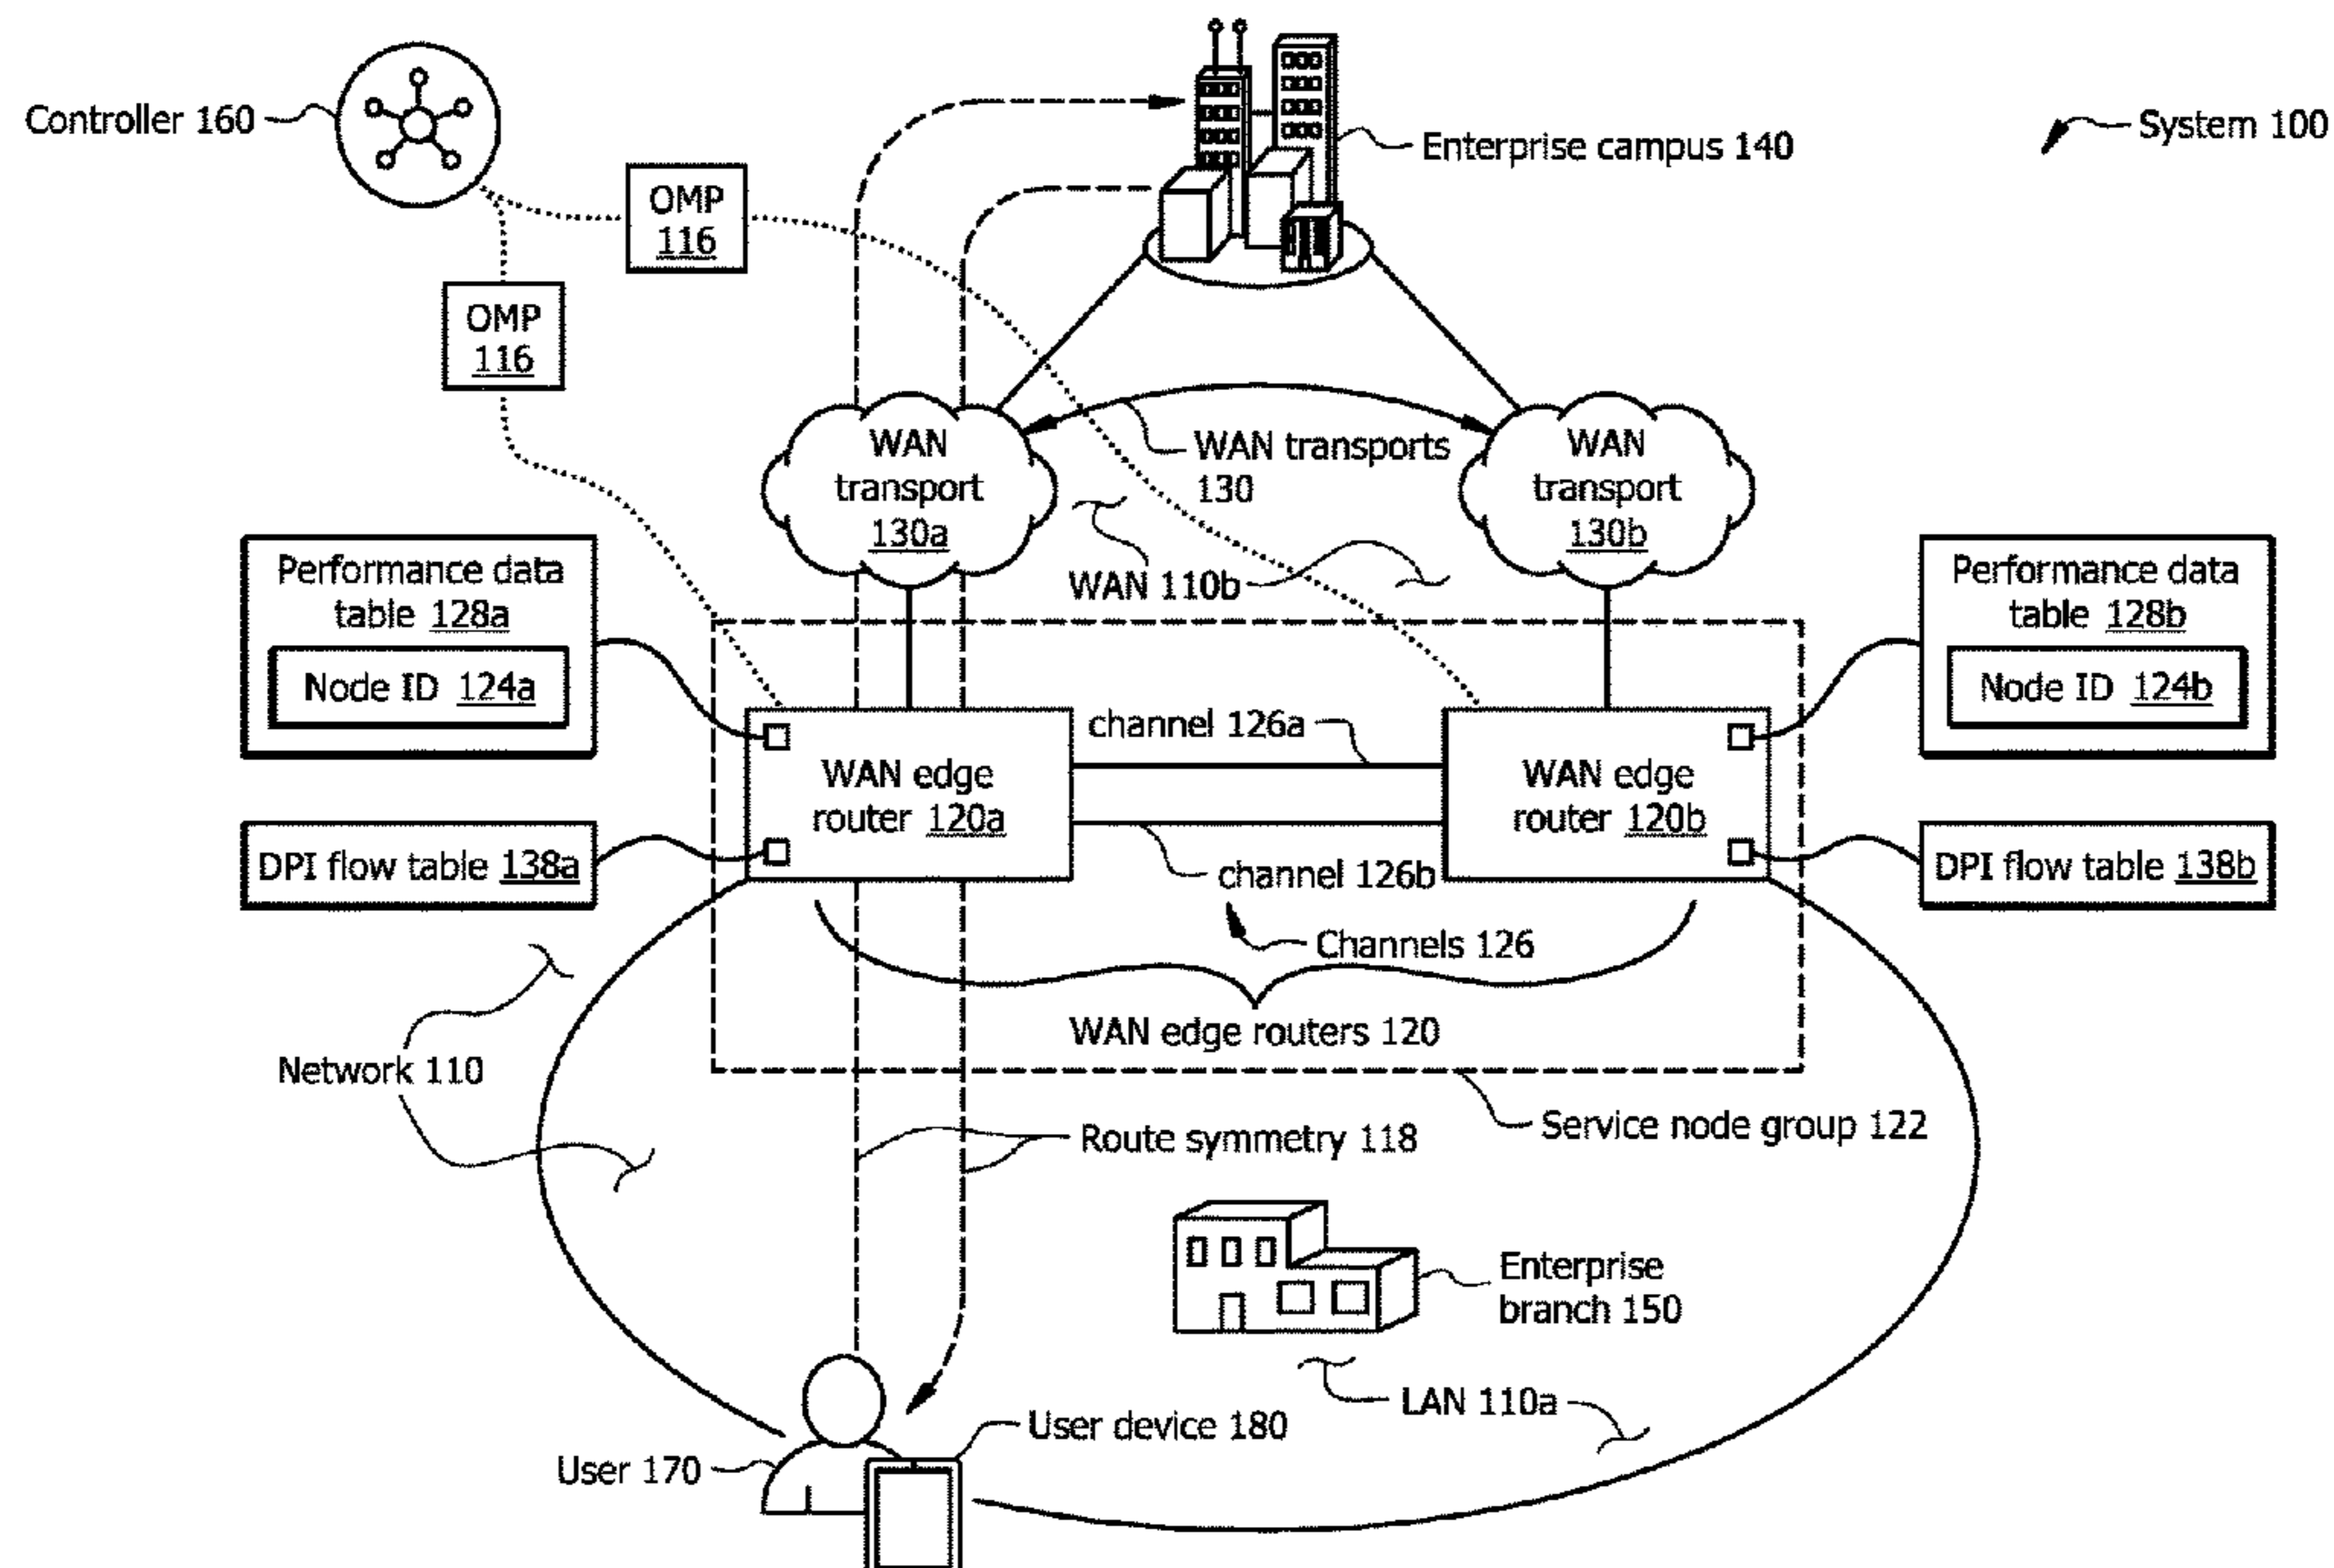 Controller 160
System 100
Enterprise campus 140
OMP
116
OMP
116
WAN
transport
130a
WAN transports
130
WAN
transport
130b
WAN 110b
Performance data
table 128a
Node ID 124a
Performance data
table 128b
Node ID 124b
channel 126a
WAN edge
router 120a
WAN edge
router 120b
DPI flow table 138a
channel 126b
DPI flow table 138b
Channels 126
WAN edge routers 120
Network 110
Service node group 122
Route symmetry 118
Enterprise
branch 150
LAN 110a
User device 180
User 170